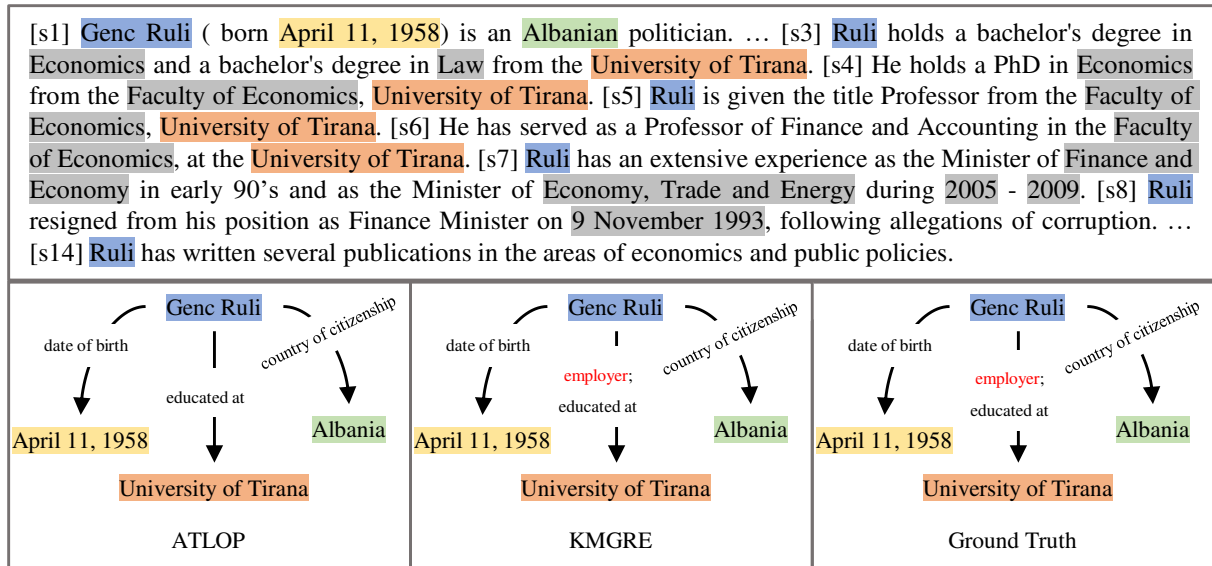 [s1] Genc Ruli ( born April 11, 1958) is an Albanian politician. … [s3] Ruli holds a bachelor's degree in
Economics and a bachelor's degree in Law from the University of Tirana. [s4] He holds a PhD in Economics
from the Faculty of Economics, University of Tirana. [s5] Ruli is given the title Professor from the Faculty of
Economics, University of Tirana. [s6] He has served as a Professor of Finance and Accounting in the Faculty
of Economics, at the University of Tirana. [s7] Ruli has an extensive experience as the Minister of Finance and
Economy in early 90’s and as the Minister of Economy, Trade and Energy during 2005 - 2009. [s8] Ruli
resigned from his position as Finance Minister on 9 November 1993, following allegations of corruption. …
[s14] Ruli has written several publications in the areas of economics and public policies.
Genc Ruli
date of birth
country of citizenship
educated at
April 11, 1958
Albania
University of Tirana
ATLOP
Genc Ruli
date of birth
country of citizenship
employer;
educated at
April 11, 1958
Albania
University of Tirana
KMGRE
Genc Ruli
date of birth
country of citizenship
employer;
educated at
April 11, 1958
Albania
University of Tirana
Ground Truth